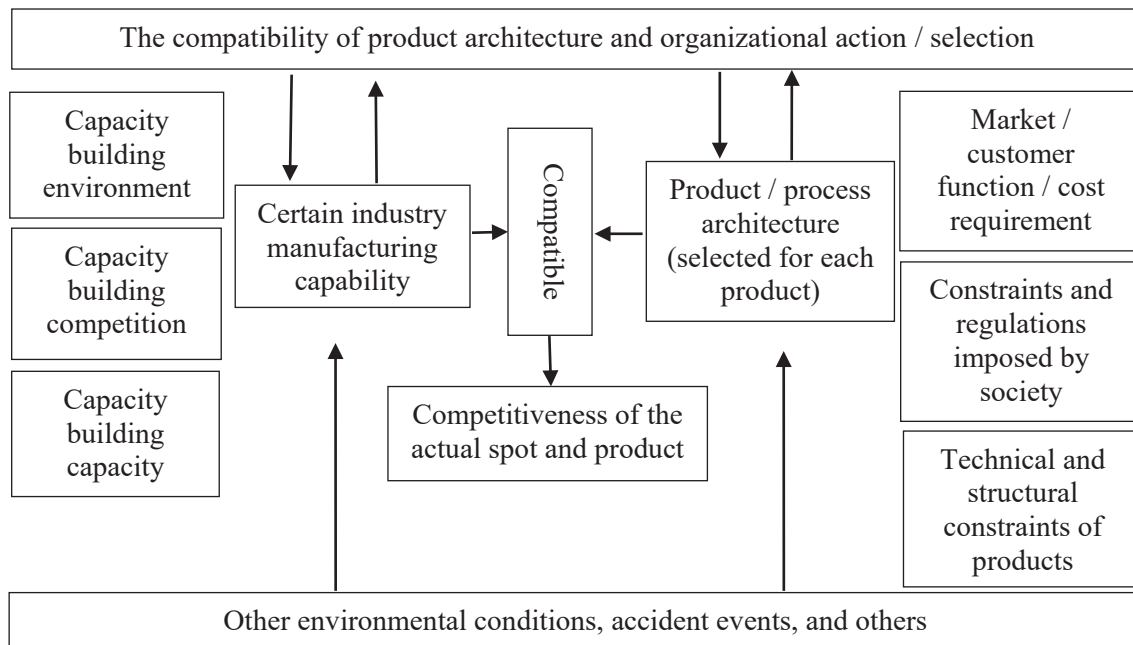 The compatibility of product architecture and organizational action / selection
Capacity
building
environment
Capacity
building
competition
Capacity
building
capacity
Certain industry
manufacturing
capability
Compatible
Product / process
architecture
(selected for each
product)
Competitiveness of the
actual spot and product
Market /
customer
function / cost
requirement
Constraints and
regulations
imposed by
society
Technical and
structural
constraints of
products
Other environmental conditions, accident events, and others